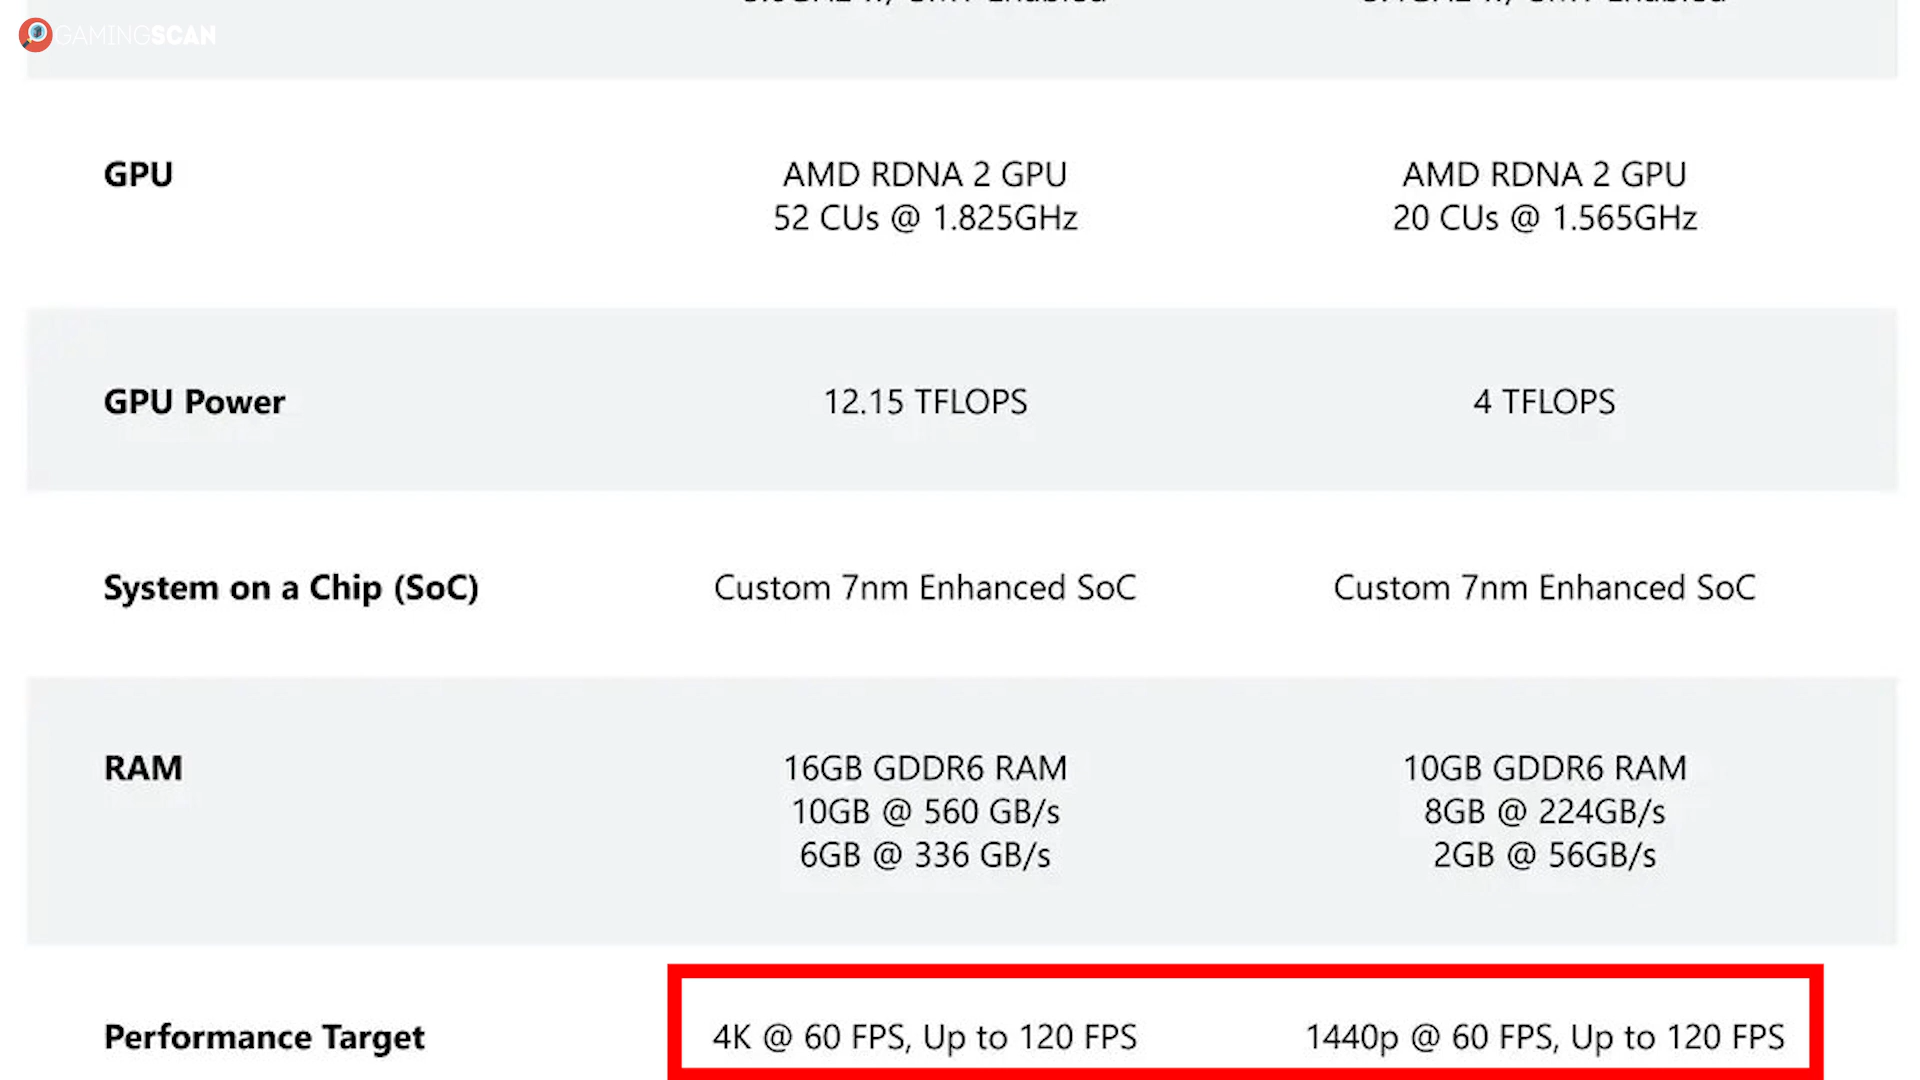 GAMINGSCAN
GPU
AMD RDNA 2 GPU
52 CUs @ 1.825GHz
AMD RDNA 2 GPU
20 CUs @ 1.565GHz
GPU Power
12.15 TFLOPS
4 TFLOPS
System on a Chip (SoC)
Custom 7nm Enhanced SoC
Custom 7nm Enhanced SoC
RAM
16GB GDDR6 RAM
10GB @ 560 GB/s
6GB @ 336 GB/s
10GB GDDR6 RAM
8GB @ 224GB/s
2GB @ 56GB/s
Performance Target
4K @ 60 FPS, Up to 120 FPS
1440p @ 60 FPS, Up to 120 FPS